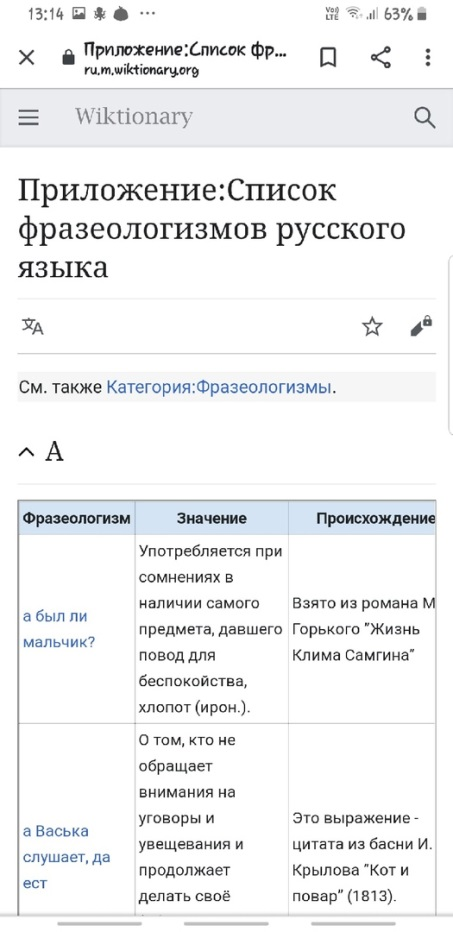 13:14
Vo)
LTE
63%
Приложение:Список фр...
ru.m.wiktionary.org
Wiktionary
Приложение:Список
фразеологизмов русского
языка
См. также Категория:Фразеологизмы.
А
Фразеологизм Значение Происхождение
а был ли
мальчик?
Употребляется при
сомнениях в
наличии самого
предмета, давшего
повод для
беспокойства,
хлопот (ирон.).
Взято из романа М
Горького "Жизнь
Клима Самгина"
а Васька
слушает, да
ест
О том, кто не
обращает
внимания на
уговоры и
увещевания и
продолжает
делать своё
Это выражение -
цитата из басни И.
Крылова "Кот и
повар" (1813).